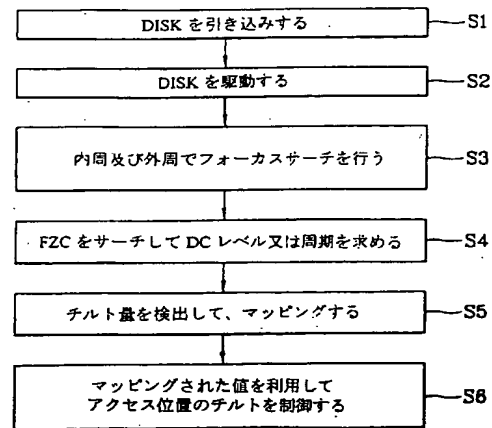 DISK を引き込みする
S1
DISK を駆動する
S2
内周及び外周でフォーカスサーチを行う
S3
FZC をサーチして DC レベル又は周期を求める
S4
チルト量を検出して、マッピングする
S5
マッピングされた値を利用して
アクセス位置のチルトを制御する
S6